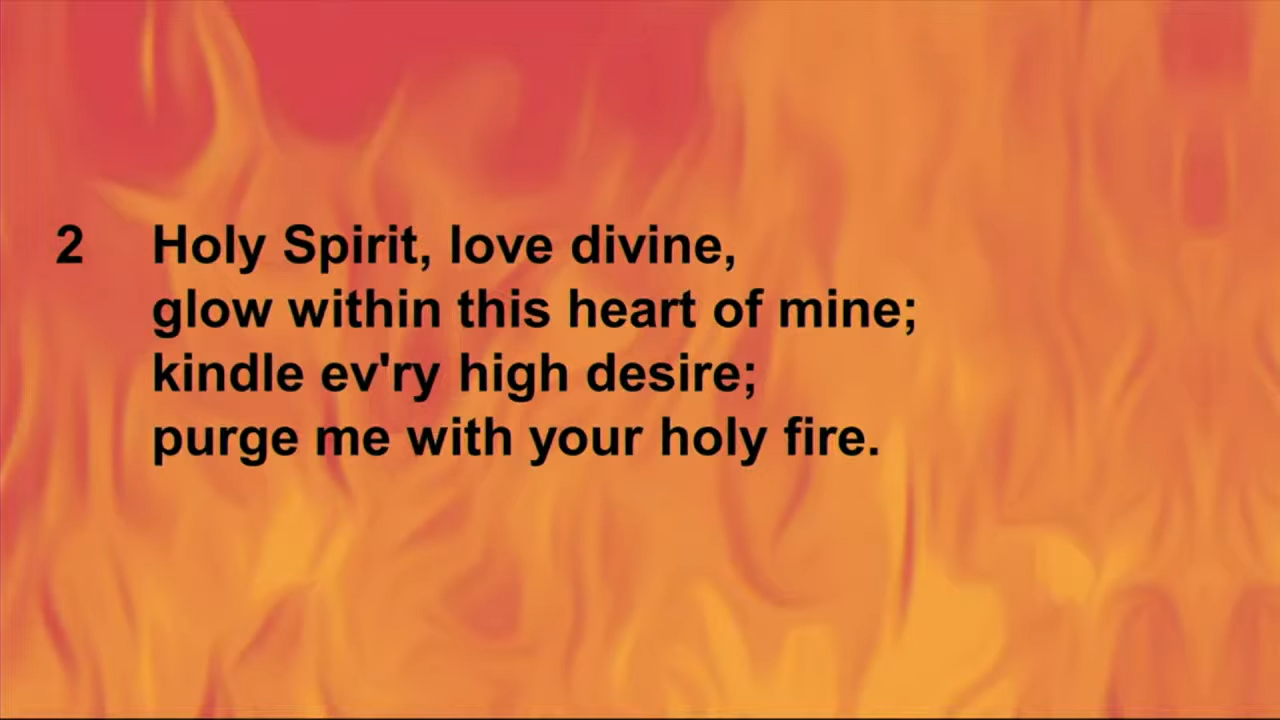 2 Holy Spirit, love divine,
glow within this heart of mine;
kindle ev'ry high desire;
purge me with your holy fire.